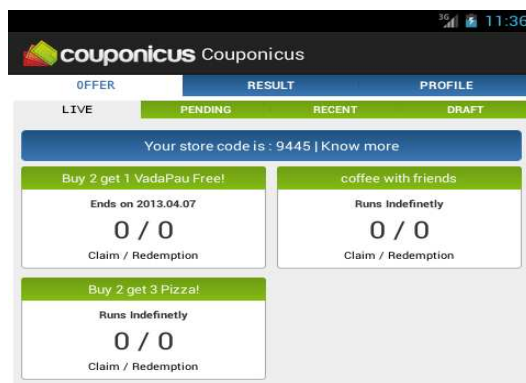 3G 11:36
couponicus Couponicus
OFFER RESULT PROFILE
LIVE PENDING RECENT DRAFT
Your store code is : 9445 | Know more
Buy 2 get 1 VadaPau Free!
Ends on 2013.04.07
0 / 0
Claim / Redemption
coffee with friends
Runs Indefinetly
0 / 0
Claim / Redemption
Buy 2 get 3 Pizza!
Runs Indefinetly
0 / 0
Claim / Redemption